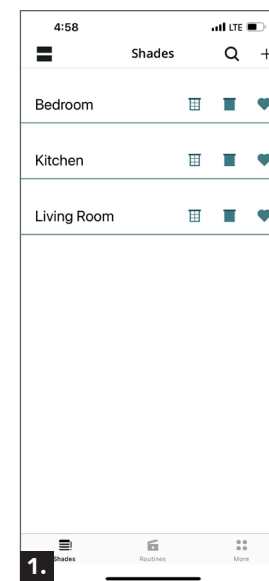 4:58 LTE
Shades
Bedroom
Kitchen
Living Room
Shades Routines More
1.